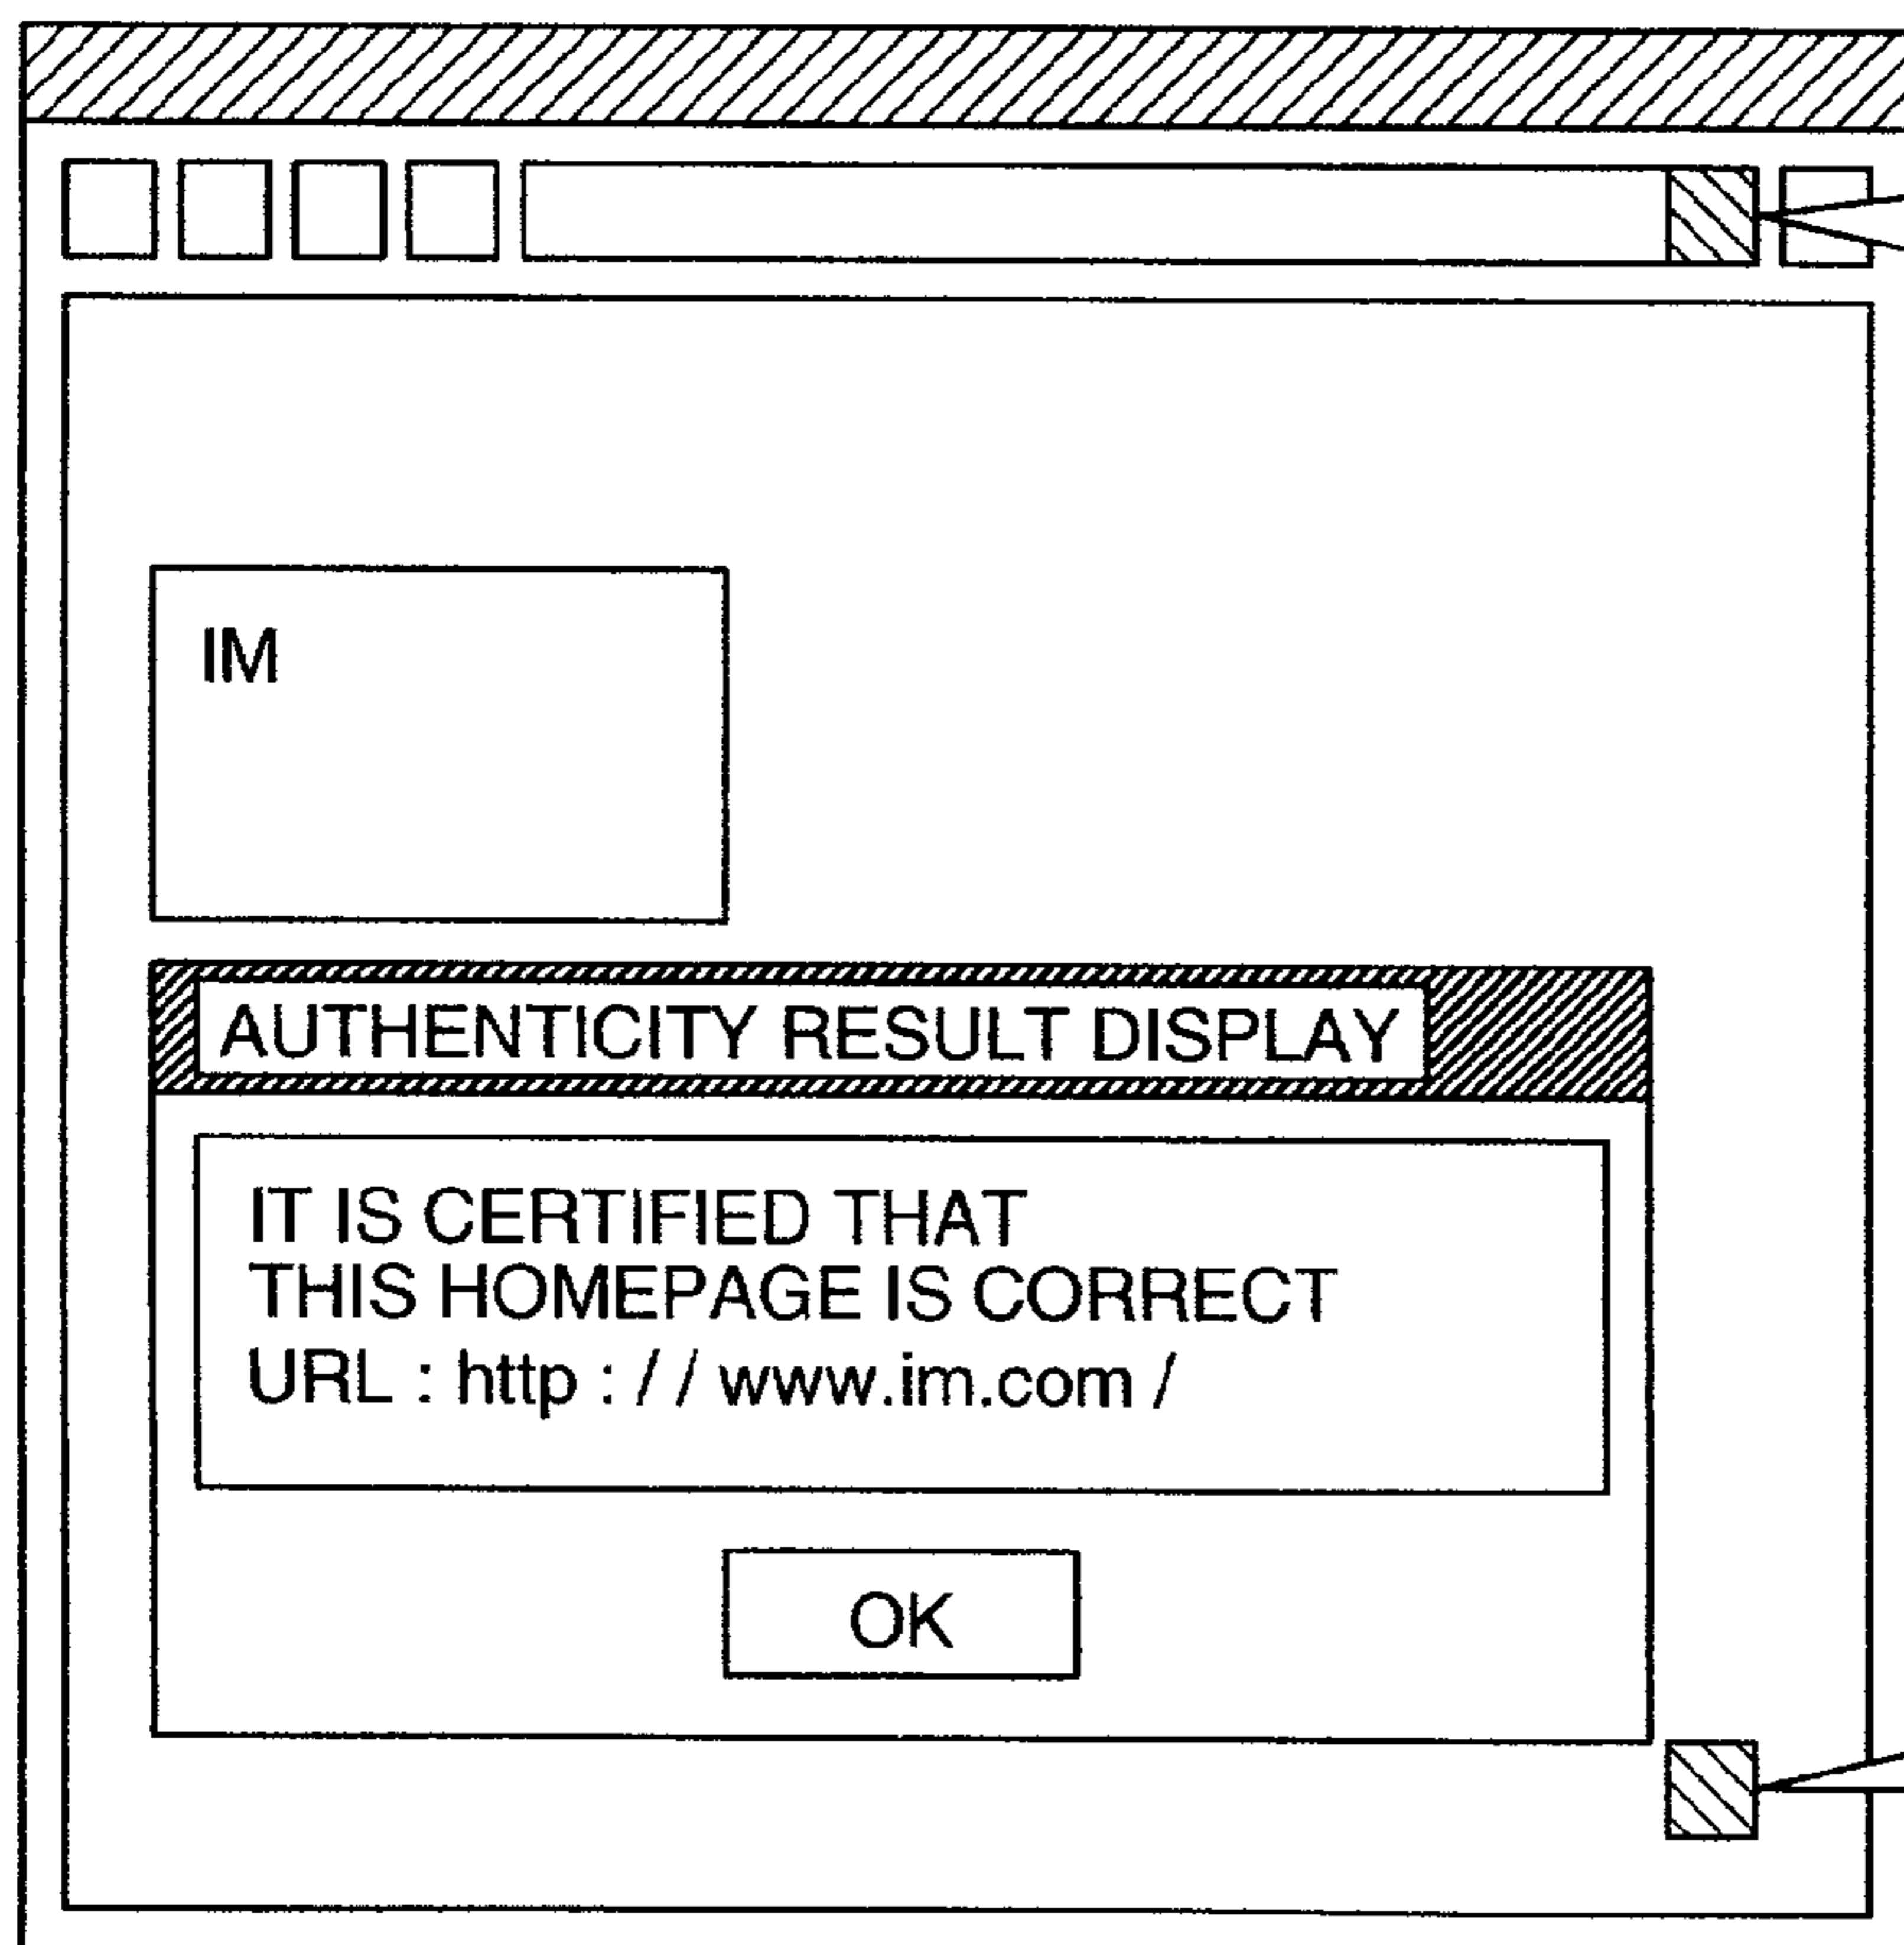 IM
AUTHENTICITY RESULT DISPLAY
IT IS CERTIFIED THAT
THIS HOMEPAGE IS CORRECT
URL : http : / / www.im.com /
OK